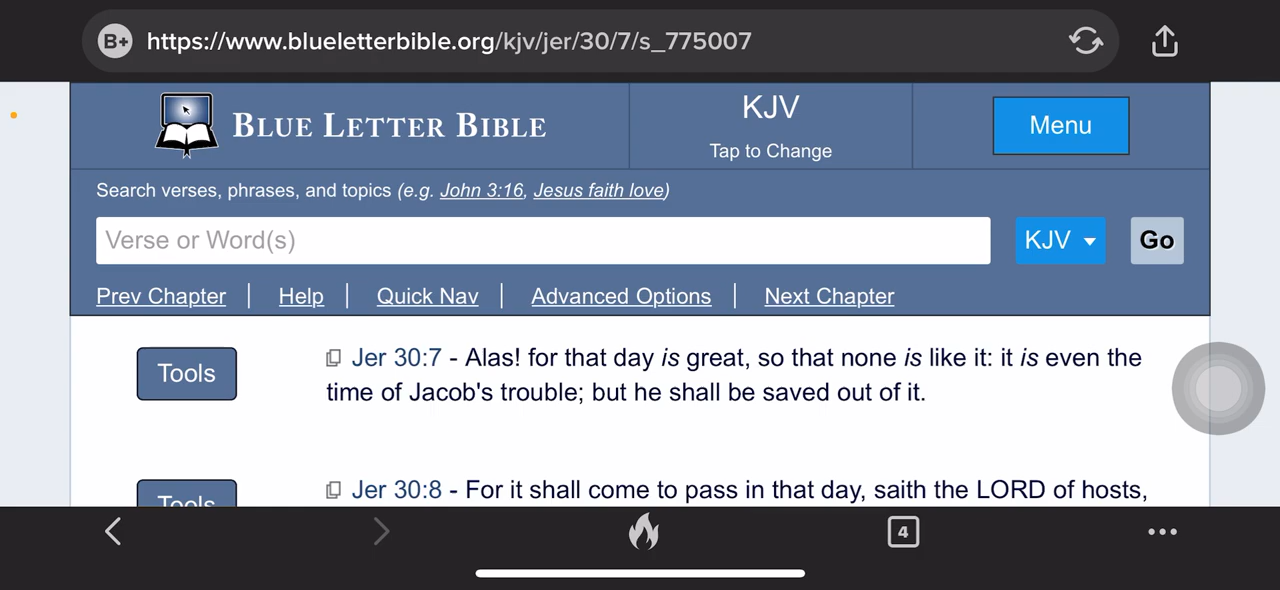 B+ https://www.blueletterbible.org/kjv/jer/30/7/s_775007
BLUE LETTER BIBLE
KJV
Tap to Change
Menu
Search verses, phrases, and topics (e.g. John 3:16, Jesus faith love)
Verse or Word(s)
KJV
Go
Prev Chapter | Help | Quick Nav | Advanced Options | Next Chapter
Tools
Jer 30:7 - Alas! for that day is great, so that none is like it: it is even the
time of Jacob's trouble; but he shall be saved out of it.
Tools
Jer 30:8 - For it shall come to pass in that day, saith the LORD of hosts,
4